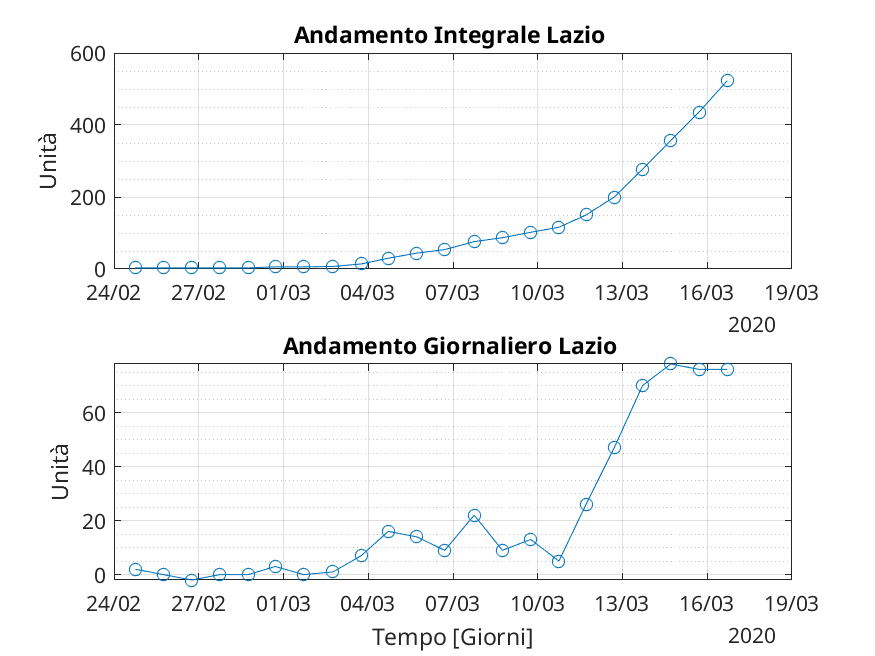 Andamento Integrale Lazio
600
400
200
0
Unità
24/02 27/02 01/03 04/03 07/03 10/03 13/03 16/03 19/03
2020
Andamento Giornaliero Lazio
60
40
20
0
Unità
24/02 27/02 01/03 04/03 07/03 10/03 13/03 16/03 19/03
Tempo [Giorni]
2020